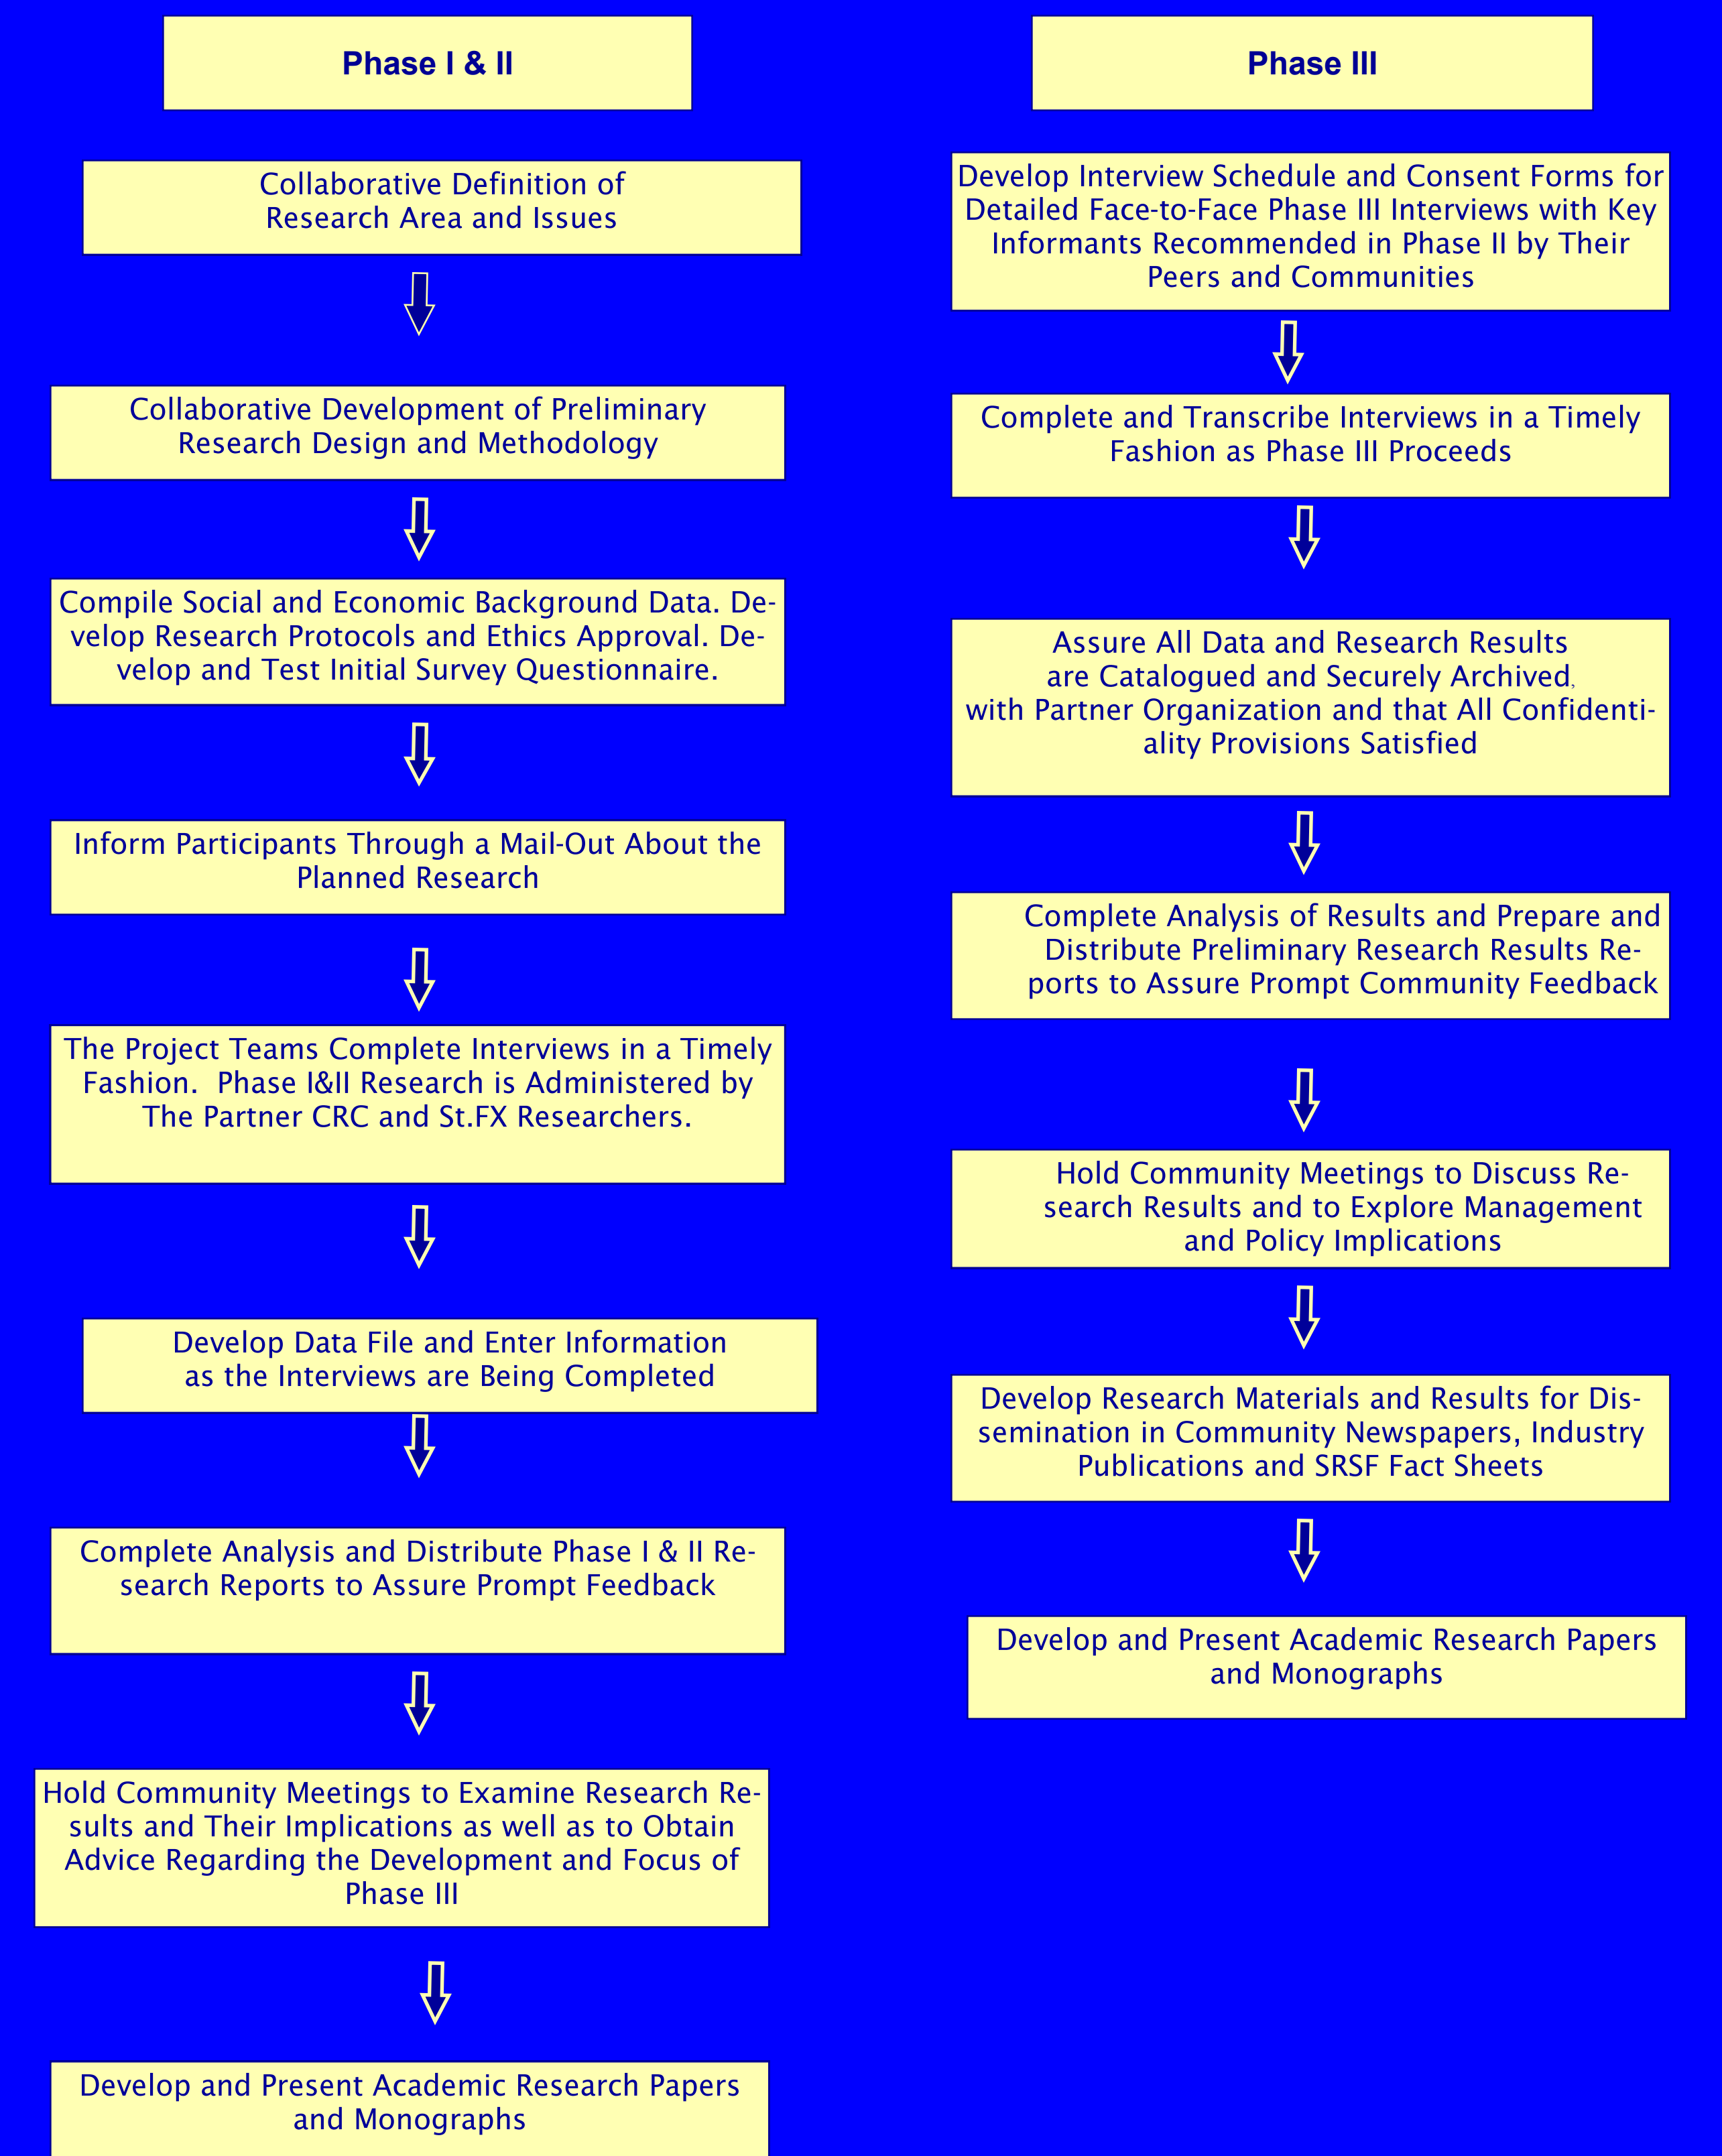 Phase I & II
Collaborative Definition of
Research Area and Issues
Collaborative Development of Preliminary
Research Design and Methodology
Compile Social and Economic Background Data. De-
velop Research Protocols and Ethics Approval. De-
velop and Test Initial Survey Questionnaire.
Inform Participants Through a Mail-Out About the
Planned Research
The Project Teams Complete Interviews in a Timely
Fashion.  Phase I&II Research is Administered by
The Partner CRC and St.FX Researchers.
Develop Data File and Enter Information
as the Interviews are Being Completed
Complete Analysis and Distribute Phase I & II Re-
search Reports to Assure Prompt Feedback
Hold Community Meetings to Examine Research Re-
sults and Their Implications as well as to Obtain
Advice Regarding the Development and Focus of
Phase III
Develop and Present Academic Research Papers
and Monographs
Phase III
Develop Interview Schedule and Consent Forms for
Detailed Face-to-Face Phase III Interviews with Key
Informants Recommended in Phase II by Their
Peers and Communities
Complete and Transcribe Interviews in a Timely
Fashion as Phase III Proceeds
Assure All Data and Research Results
are Catalogued and Securely Archived,
with Partner Organization and that All Confidenti-
ality Provisions Satisfied
Complete Analysis of Results and Prepare and
Distribute Preliminary Research Results Re-
ports to Assure Prompt Community Feedback
Hold Community Meetings to Discuss Re-
search Results and to Explore Management
and Policy Implications
Develop Research Materials and Results for Dis-
semination in Community Newspapers, Industry
Publications and SRSF Fact Sheets
Develop and Present Academic Research Papers
and Monographs